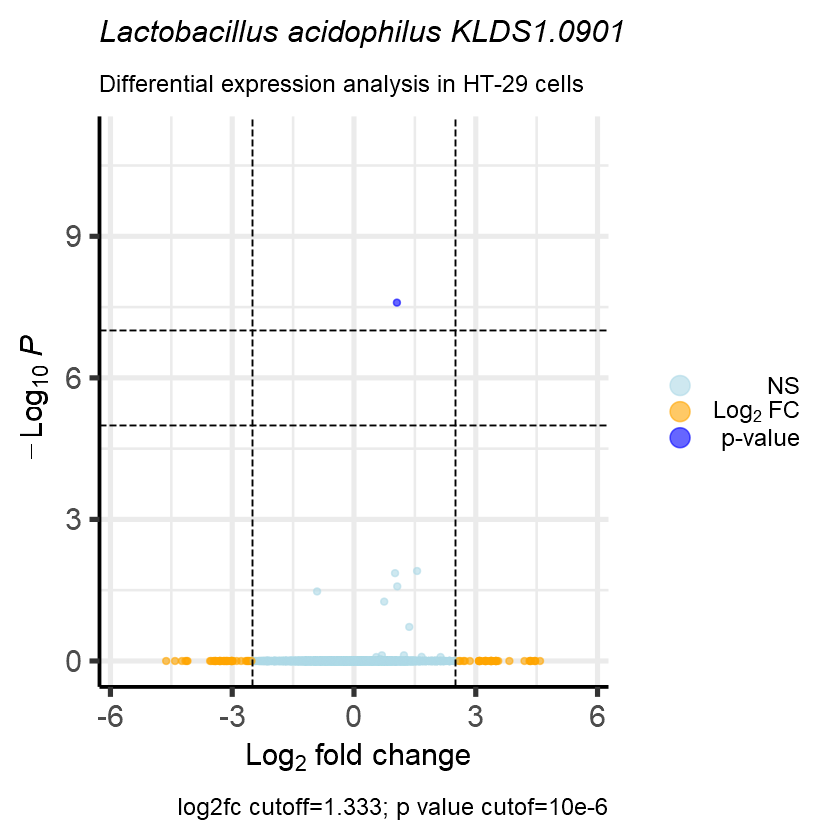 Lactobacillus acidophilus KLDS1.0901
Differential expression analysis in HT-29 cells
9
6
3
0
−Log10 P
-6 -3 0 3 6
Log2 fold change
NS
Log2 FC
p-value
log2fc cutoff=1.333; p value cutof=10e-6